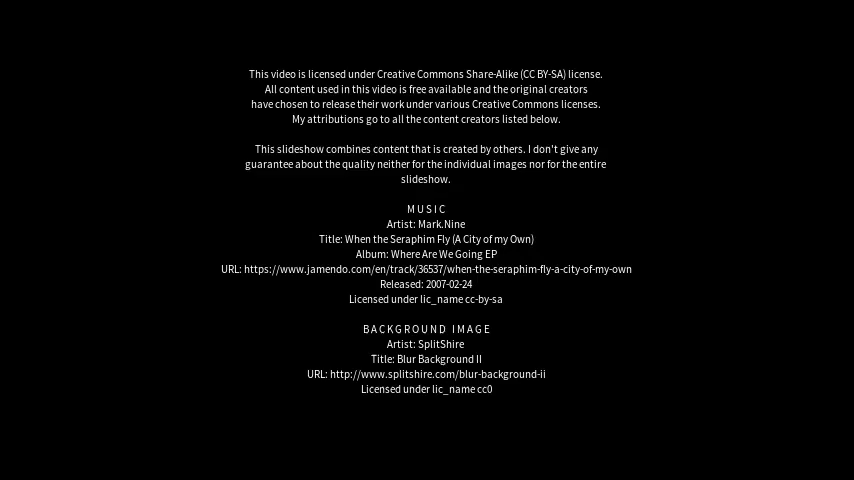 This video is licensed under Creative Commons Share-Alike (CC BY-SA) license.
All content used in this video is free available and the original creators
have chosen to release their work under various Creative Commons licenses.
My attributions go to all the content creators listed below.
This slideshow combines content that is created by others. I don't give any
guarantee about the quality neither for the individual images nor for the entire
slideshow.
MUSIC
Artist: Mark.Nine
Title: When the Seraphim Fly (A City of my Own)
Album: Where Are We Going EP
URL: https://www.jamendo.com/en/track/36537/when-the-seraphim-fly-a-city-of-my-own
Released: 2007-02-24
Licensed under lic_name cc-by-sa
BACKGROUND IMAGE
Artist: SplitShire
Title: Blur Background II
URL: http://www.splitshire.com/blur-background-ii
Licensed under lic_name cc0